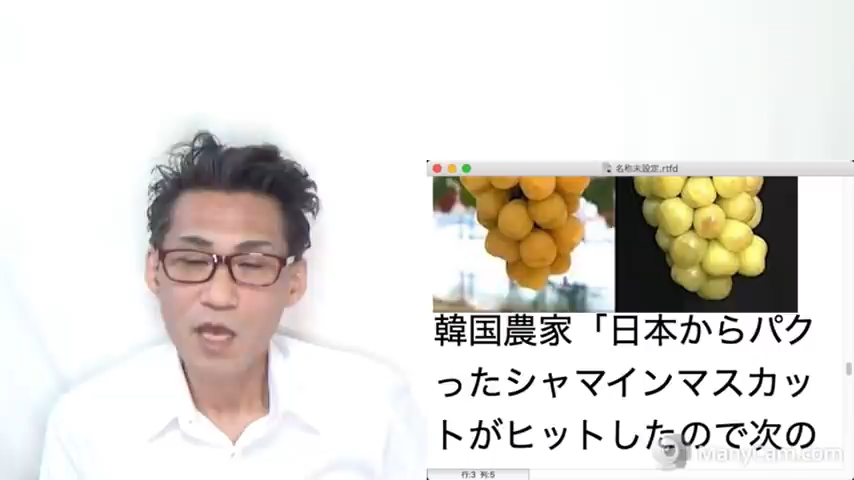 名称未設定.rtfd
韓国農家「日本からパク
ったシャインマスカッ
トがヒットしたので次の
ManyCam.com
行:3 列:5